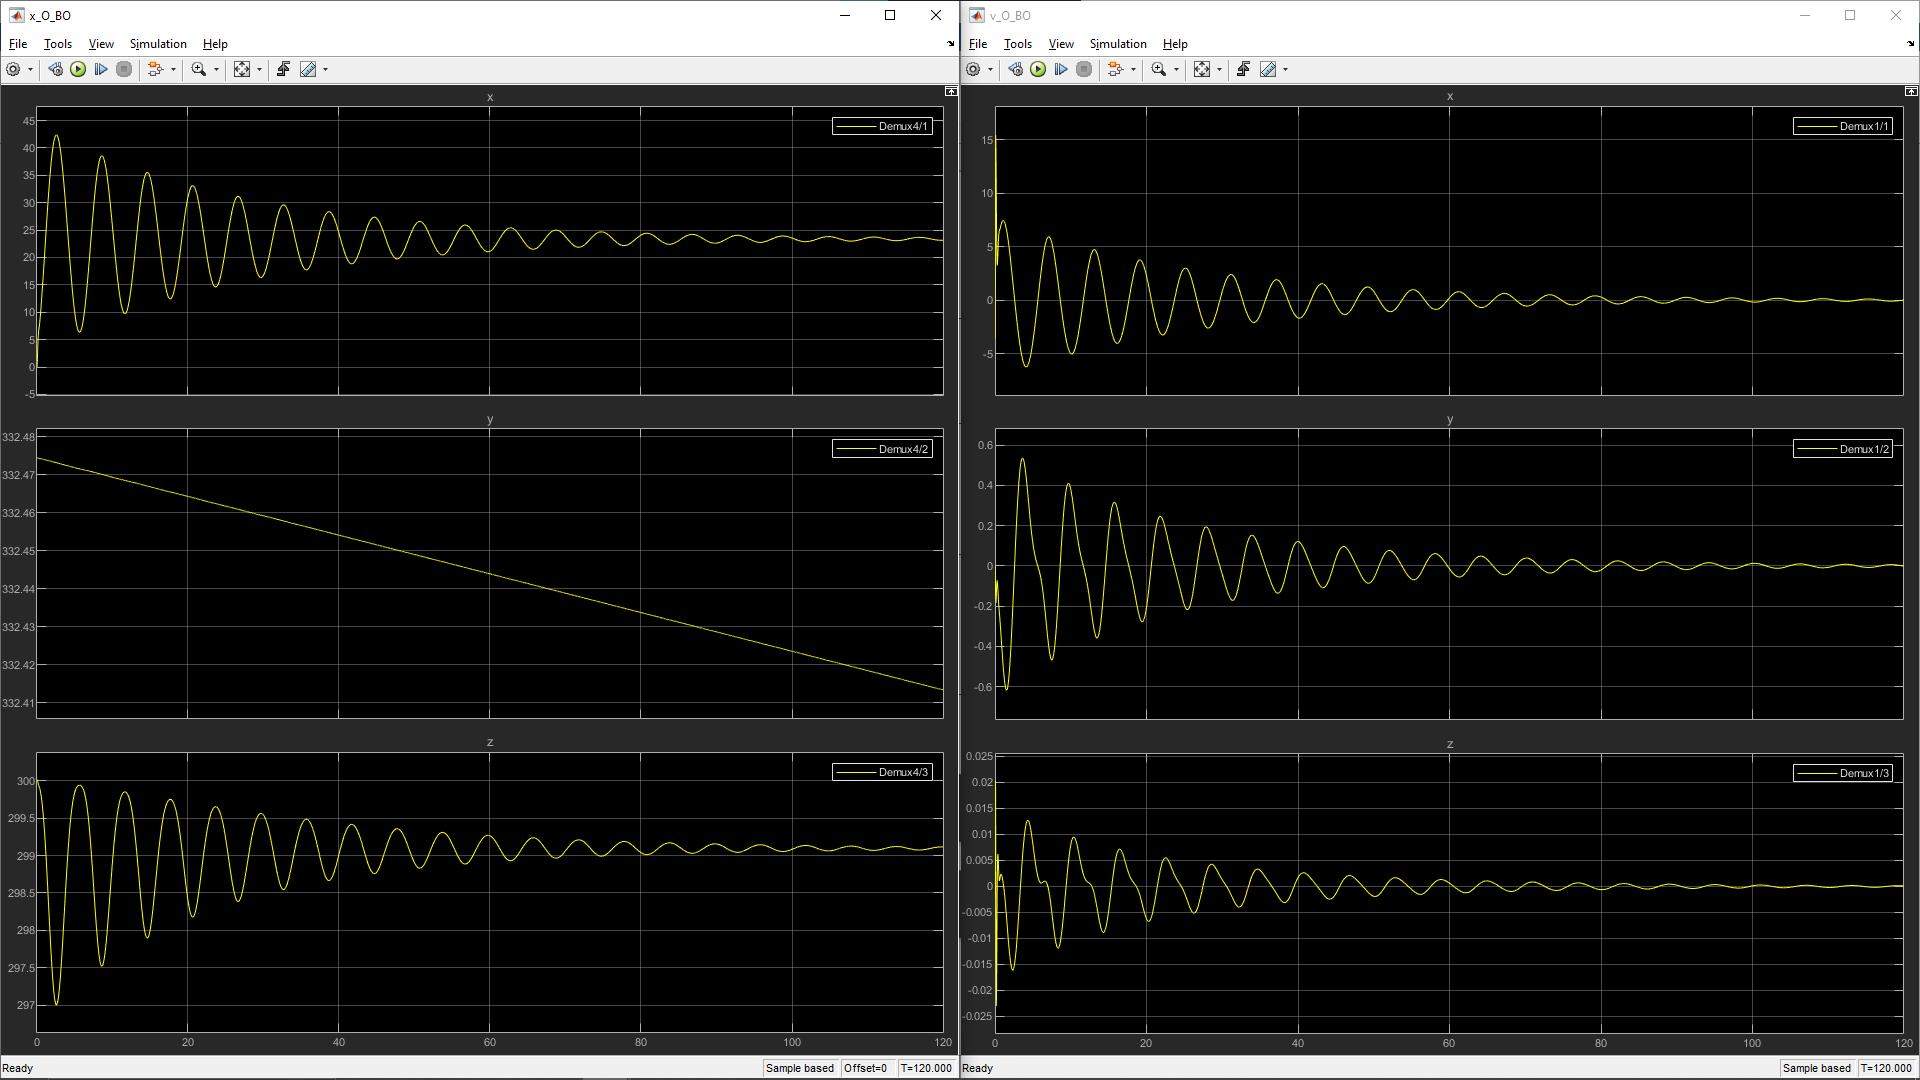 x_O_BO
File Tools View Simulation Help
x
Demux4/1
45
40
35
30
25
20
15
10
5
0
-5
y
Demux4/2
332.48
332.47
332.46
332.45
332.44
332.43
332.42
332.41
z
Demux4/3
300
299.5
299
298.5
298
297.5
297
0 20 40 60 80 100 120
Ready Sample based Offset=0 T=120.000
v_O_BO
File Tools View Simulation Help
x
Demux1/1
15
10
5
0
-5
y
Demux1/2
0.6
0.4
0.2
0
-0.2
-0.4
-0.6
z
Demux1/3
0.025
0.02
0.015
0.01
0.005
0
-0.005
-0.01
-0.015
-0.02
-0.025
0 20 40 60 80 100 120
Ready Sample based T=120.000